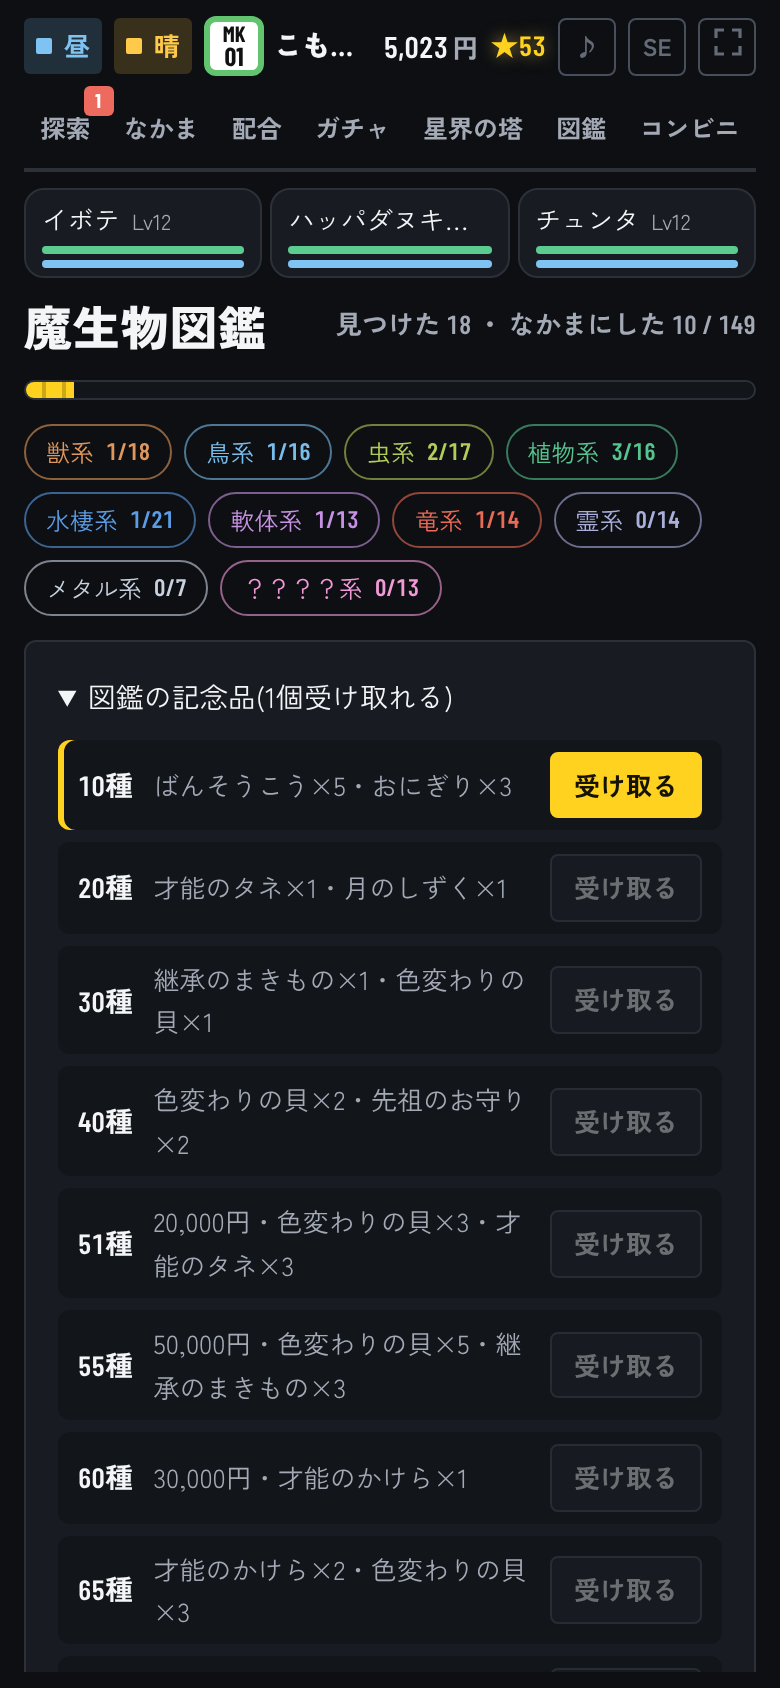 昼 晴 MK 01 こも… 5,023 円 ★53 ♪ SE
1
探索 なかま 配合 ガチャ 星界の塔 図鑑 コンビニ
イボテ Lv12 ハッパダヌキ… チュンタ Lv12
魔生物図鑑 見つけた 18 ・ なかまにした 10 / 149
獣系 1/18 鳥系 1/16 虫系 2/17 植物系 3/16
水棲系 1/21 軟体系 1/13 竜系 1/14 霊系 0/14
メタル系 0/7 ？？？？系 0/13
▼ 図鑑の記念品(1個受け取れる)
10種 ばんそうこう×5・おにぎり×3 受け取る
20種 才能のタネ×1・月のしずく×1 受け取る
30種 継承のまきもの×1・色変わりの
貝×1 受け取る
40種 色変わりの貝×2・先祖のお守り
×2 受け取る
51種 20,000円・色変わりの貝×3・才
能のタネ×3 受け取る
55種 50,000円・色変わりの貝×5・継
承のまきもの×3 受け取る
60種 30,000円・才能のかけら×1 受け取る
65種 才能のかけら×2・色変わりの貝
×3 受け取る